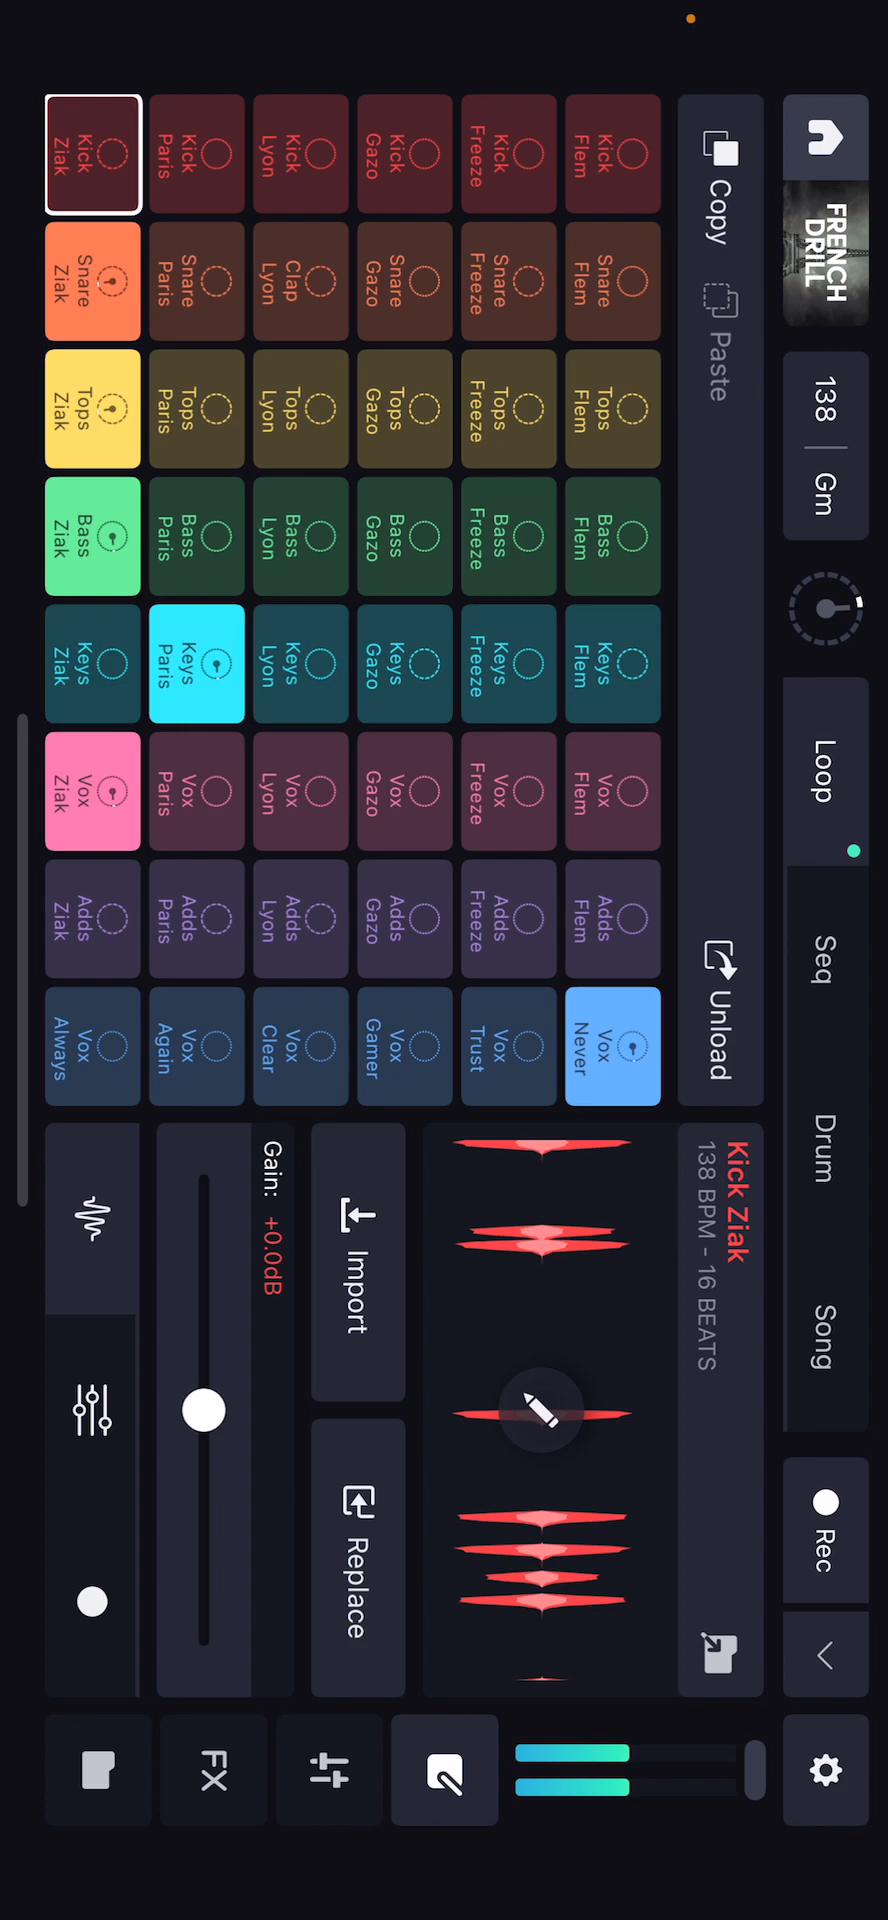 FRENCH
DRILL
138
Gm
Loop
Seq
Drum
Song
Rec
Copy
Paste
Unload
Kick
Flem
Snare
Flem
Tops
Flem
Bass
Flem
Keys
Flem
Vox
Flem
Adds
Flem
Vox
Never
Kick
Freeze
Snare
Freeze
Tops
Freeze
Bass
Freeze
Keys
Freeze
Vox
Freeze
Adds
Freeze
Vox
Trust
Kick
Gazo
Snare
Gazo
Tops
Gazo
Bass
Gazo
Keys
Gazo
Vox
Gazo
Adds
Gazo
Vox
Gamer
Kick
Lyon
Clap
Lyon
Tops
Lyon
Bass
Lyon
Keys
Lyon
Vox
Lyon
Adds
Lyon
Vox
Clear
Kick
Paris
Snare
Paris
Tops
Paris
Bass
Paris
Keys
Paris
Vox
Paris
Adds
Paris
Vox
Again
Kick
Ziak
Snare
Ziak
Tops
Ziak
Bass
Ziak
Keys
Ziak
Vox
Ziak
Adds
Ziak
Vox
Always
Kick Ziak
138 BPM - 16 BEATS
Import
Replace
Gain: +0.0dB
FX